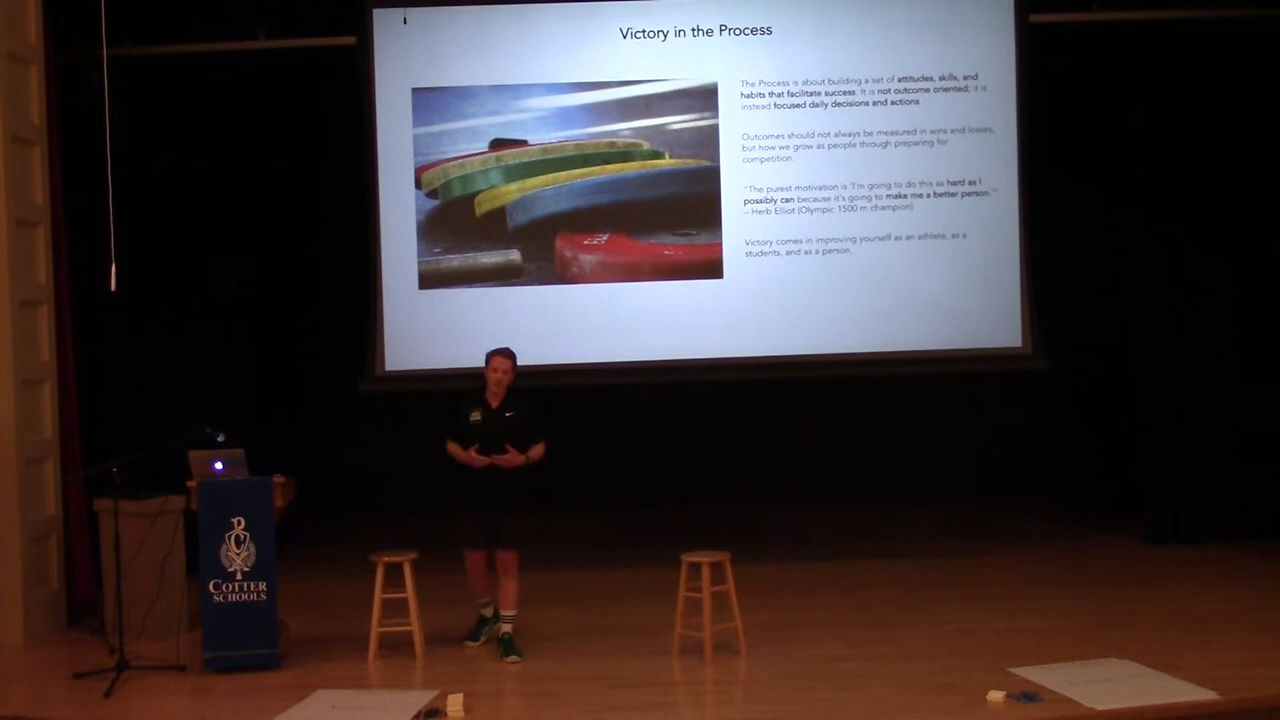 Victory in the Process
The Process is about building a set of attitudes, skills, and
habits that facilitate success. It is not outcome oriented; it is
instead focused daily decisions and actions.
Outcomes should not always be measured in wins and losses,
but how we grow as people through preparing for
competition.
"The purest motivation is 'I'm going to do this as hard as I
possibly can because it's going to make me a better person.'"
– Herb Elliot (Olympic 1500 m champion)
Victory comes in improving yourself as an athlete, as a
students, and as a person.
COTTER
SCHOOLS